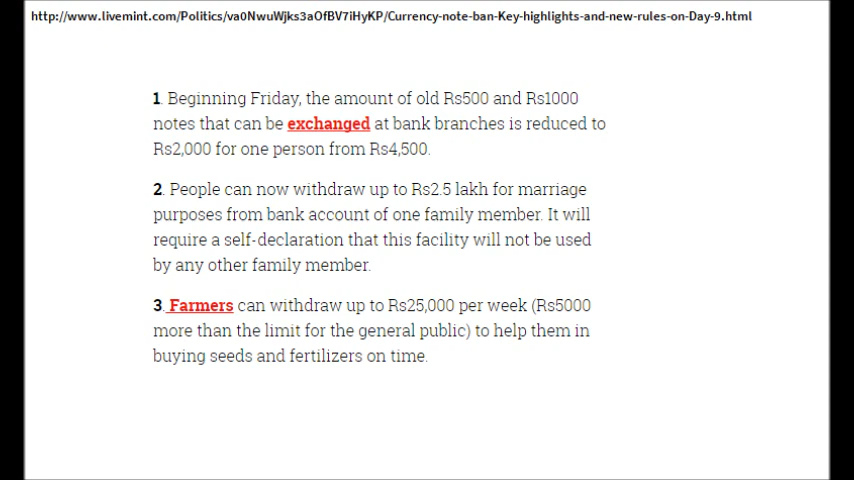 http://www.livemint.com/Politics/va0NwuWjks3aOfBV7iHyKP/Currency-note-ban-Key-highlights-and-new-rules-on-Day-9.html
1. Beginning Friday, the amount of old Rs500 and Rs1000
notes that can be exchanged at bank branches is reduced to
Rs2,000 for one person from Rs4,500.
2. People can now withdraw up to Rs2.5 lakh for marriage
purposes from bank account of one family member. It will
require a self-declaration that this facility will not be used
by any other family member.
3. Farmers can withdraw up to Rs25,000 per week (Rs5000
more than the limit for the general public) to help them in
buying seeds and fertilizers on time.